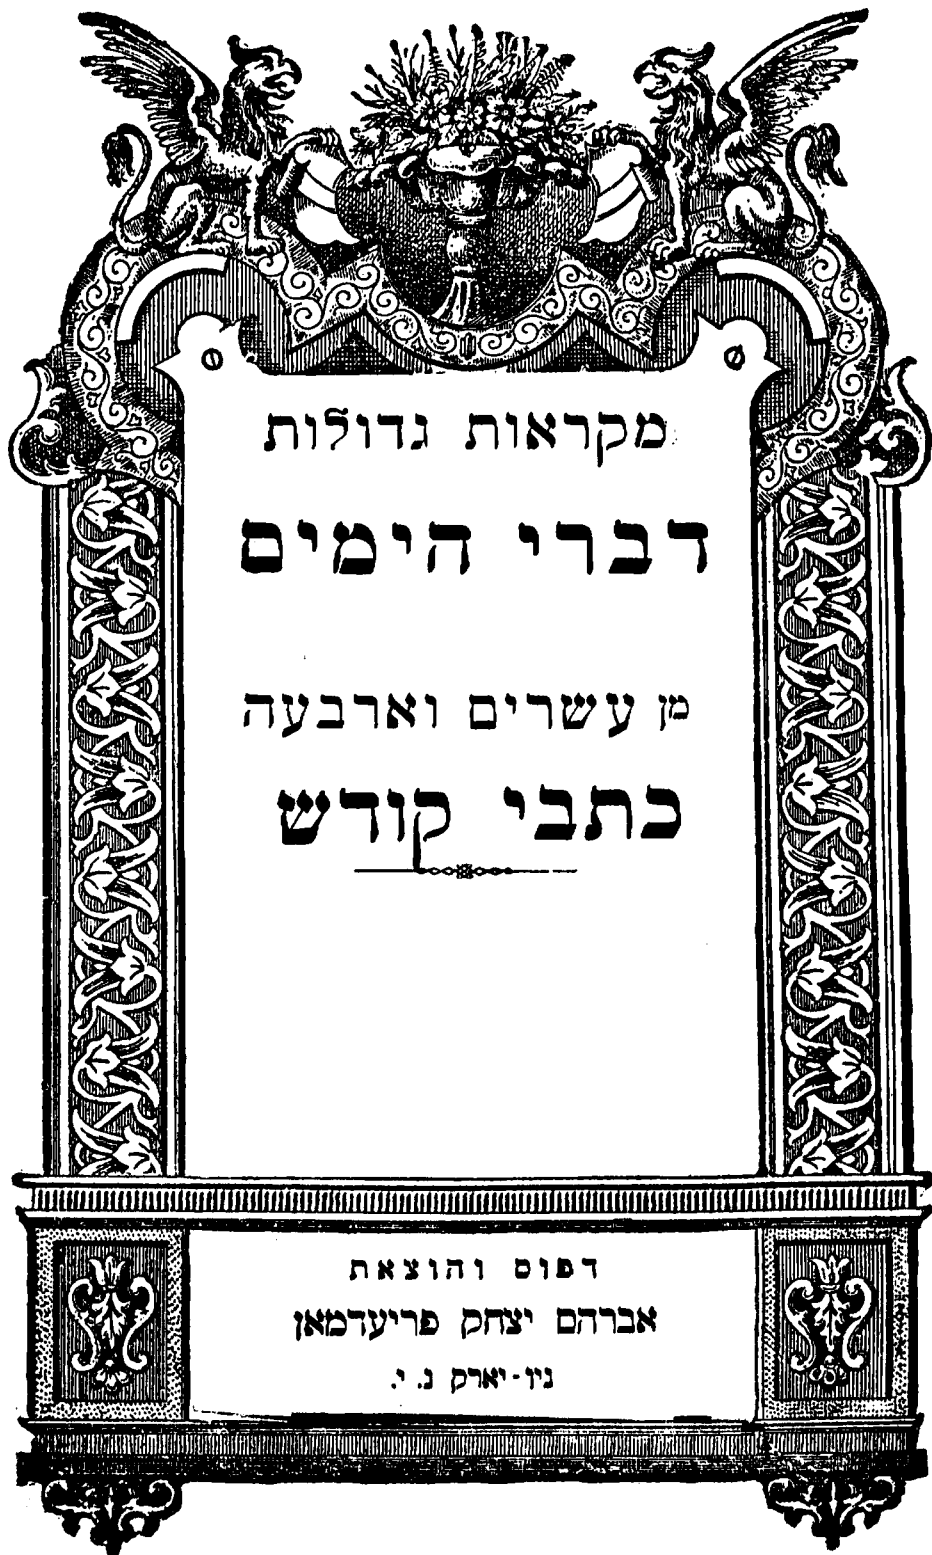 מקראות גדולות
דברי הימים
מן עשרים וארבעה
כתבי קודש
דפוס והוצאת
אברהם יצחק פריעדמאן
ניו-יארק נ. י.